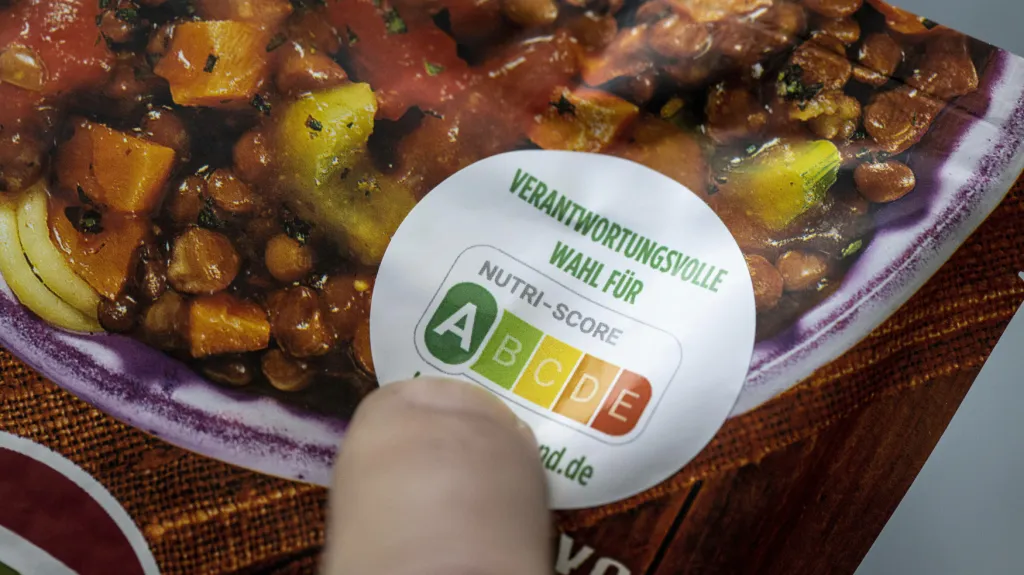 VERANTWORTUNGSVOLLE
WAHL FÜR
NUTRI-SCORE
A B C D E